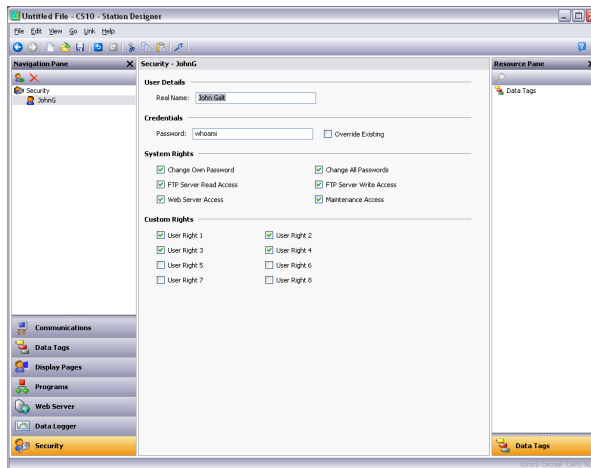 Untitled File - CS10 - Station Designer
File Edit View Go Link Help
Navigation Pane
Security - JohnG
Resource Pane
Security
JohnG
User Details
Real Name: John Galt
Data Tags
Credentials
Password: whoami Override Existing
System Rights
Change Own Password Change All Passwords
FTP Server Read Access FTP Server Write Access
Web Server Access Maintenance Access
Custom Rights
User Right 1 User Right 2
User Right 3 User Right 4
User Right 5 User Right 6
User Right 7 User Right 8
Communications
Data Tags
Display Pages
Programs
Web Server
Data Logger
Security
Data Tags
Errors Circular CAPS